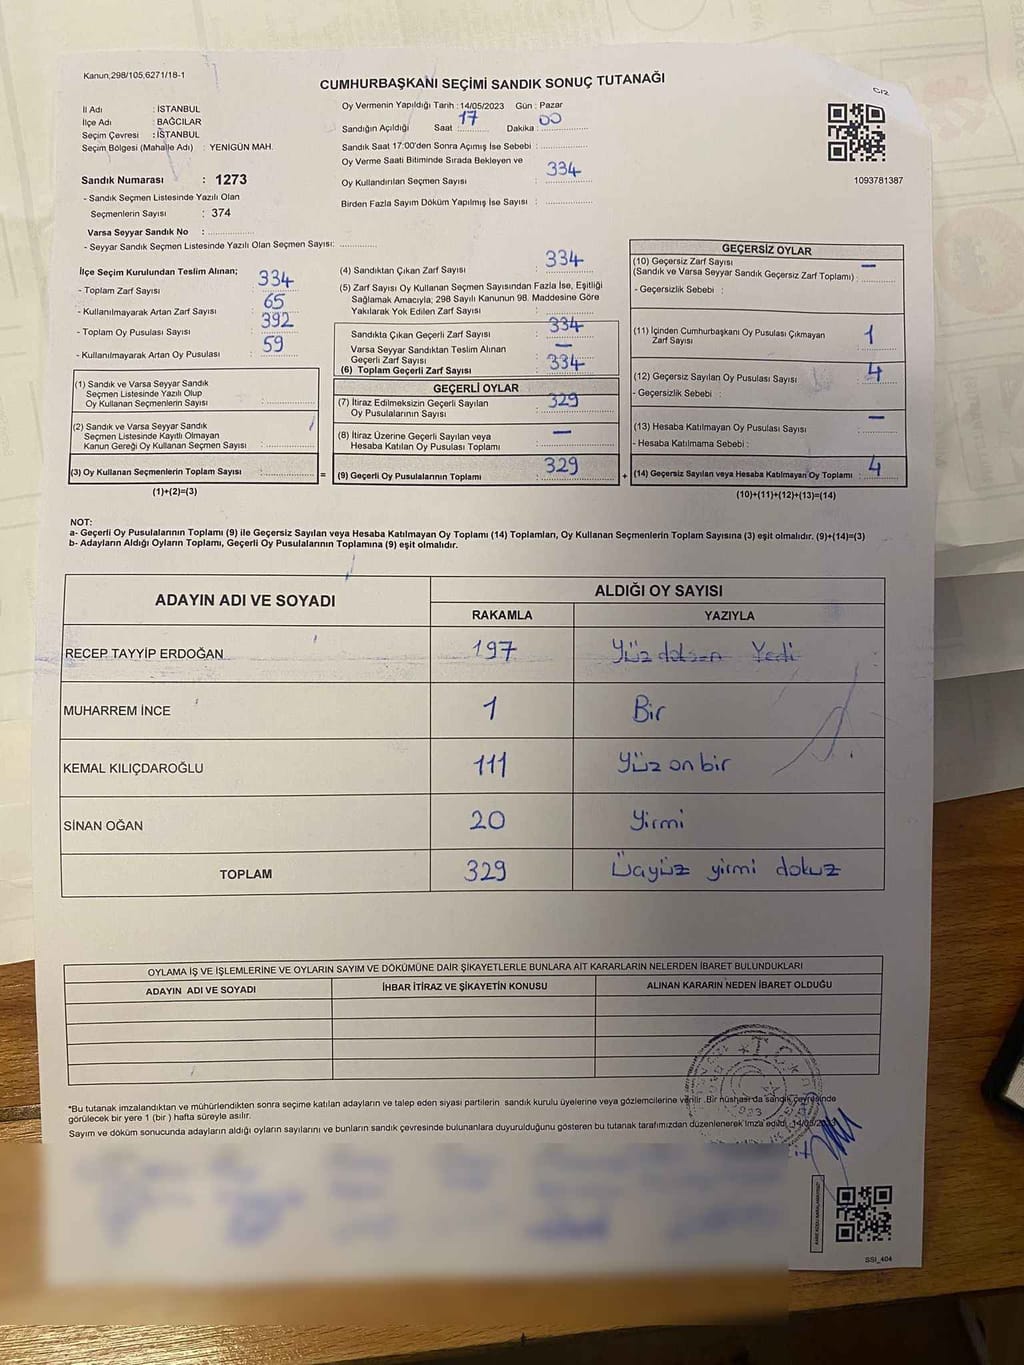 Kanun,298/105,6271/18-1
C/2
CUMHURBAŞKANI SEÇİMİ SANDIK SONUÇ TUTANAĞI
İl Adı : İSTANBUL
İlçe Adı : BAĞCILAR
Seçim Çevresi : İSTANBUL
Seçim Bölgesi (Mahalle Adı) : YENİGÜN MAH.
Sandık Numarası : 1273
- Sandık Seçmen Listesinde Yazılı Olan
Seçmenlerin Sayısı : 374
Varsa Seyyar Sandık No : ................
- Seyyar Sandık Seçmen Listesinde Yazılı Olan Seçmen Sayısı: ............
Oy Vermenin Yapıldığı Tarih : 14/05/2023 Gün : Pazar
Sandığın Açıldığı Saat : 17 Dakika : 00
Sandık Saat 17:00'den Sonra Açımış İse Sebebi : ................
Oy Verme Saati Bitiminde Sırada Bekleyen ve
Oy Kullandırılan Seçmen Sayısı : 334
Birden Fazla Sayım Döküm Yapılmış İse Sayısı : ................
1093781387
İlçe Seçim Kurulundan Teslim Alınan;
- Toplam Zarf Sayısı : 334
- Kullanılmayarak Artan Zarf Sayısı : 65
- Toplam Oy Pusulası Sayısı : 392
- Kullanılmayarak Artan Oy Pusulası : 59
(1) Sandık ve Varsa Seyyar Sandık
Seçmen Listesinde Yazılı Olup
Oy Kullanan Seçmenlerin Sayısı : ............
(2) Sandık ve Varsa Seyyar Sandık
Seçmen Listesinde Kayıtlı Olmayan
Kanun Gereği Oy Kullanan Seçmen Sayısı : ............
(3) Oy Kullanan Seçmenlerin Toplam Sayısı : ............ =
(1)+(2)=(3)
(4) Sandıktan Çıkan Zarf Sayısı : 334
(5) Zarf Sayısı Oy Kullanan Seçmen Sayısından Fazla İse, Eşitliği
Sağlamak Amacıyla; 298 Sayılı Kanunun 98. Maddesine Göre
Yakılarak Yok Edilen Zarf Sayısı : ............
Sandıkta Çıkan Geçerli Zarf Sayısı : 334
Varsa Seyyar Sandıktan Teslim Alınan
Geçerli Zarf Sayısı : —
(6) Toplam Geçerli Zarf Sayısı : 334
GEÇERLİ OYLAR
(7) İtiraz Edilmeksizin Geçerli Sayılan
Oy Pusulalarının Sayısı : 329
(8) İtiraz Üzerine Geçerli Sayılan veya
Hesaba Katılan Oy Pusulası Toplamı : —
(9) Geçerli Oy Pusulalarının Toplamı : 329 +
GEÇERSİZ OYLAR
(10) Geçersiz Zarf Sayısı
(Sandık ve Varsa Seyyar Sandık Geçersiz Zarf Toplamı) : —
- Geçersizlik Sebebi :
(11) İçinden Cumhurbaşkanı Oy Pusulası Çıkmayan
Zarf Sayısı : 1
(12) Geçersiz Sayılan Oy Pusulası Sayısı : 4
- Geçersizlik Sebebi :
(13) Hesaba Katılmayan Oy Pusulası Sayısı : —
- Hesaba Katılmama Sebebi :
(14) Geçersiz Sayılan veya Hesaba Katılmayan Oy Toplamı : 4
(10)+(11)+(12)+(13)=(14)
NOT:
a- Geçerli Oy Pusulalarının Toplamı (9) ile Geçersiz Sayılan veya Hesaba Katılmayan Oy Toplamı (14) Toplamları, Oy Kullanan Seçmenlerin Toplam Sayısına (3) eşit olmalıdır. (9)+(14)=(3)
b- Adayların Aldığı Oyların Toplamı, Geçerli Oy Pusulalarının Toplamına (9) eşit olmalıdır.
ADAYIN ADI VE SOYADI ALDIĞI OY SAYISI
RAKAMLA YAZIYLA
RECEP TAYYİP ERDOĞAN 197 Yüz doksan Yedi
MUHARREM İNCE 1 Bir
KEMAL KILIÇDAROĞLU 111 Yüz on bir
SİNAN OĞAN 20 Yirmi
TOPLAM 329 Üçyüz yirmi dokuz
OYLAMA İŞ VE İŞLEMLERİNE VE OYLARIN SAYIM VE DÖKÜMÜNE DAİR ŞİKAYETLERLE BUNLARA AİT KARARLARIN NELERDEN İBARET BULUNDUKLARI
ADAYIN ADI VE SOYADI İHBAR İTİRAZ VE ŞİKAYETİN KONUSU ALINAN KARARIN NEDEN İBARET OLDUĞU
*Bu tutanak imzalandıktan ve mühürlendikten sonra seçime katılan adayların ve talep eden siyasi partilerin sandık kurulu üyelerine veya gözlemcilerine verilir .Bir nüshası da sandık çevresinde
görülecek bir yere 1 (bir ) hafta süreyle asılır.
Sayım ve döküm sonucunda adayların aldığı oyların sayılarını ve bunların sandık çevresinde bulunanlara duyurulduğunu gösteren bu tutanak tarafımızdan düzenlenerek imza edildi. 14/05/2023
T.C.
SSI_404